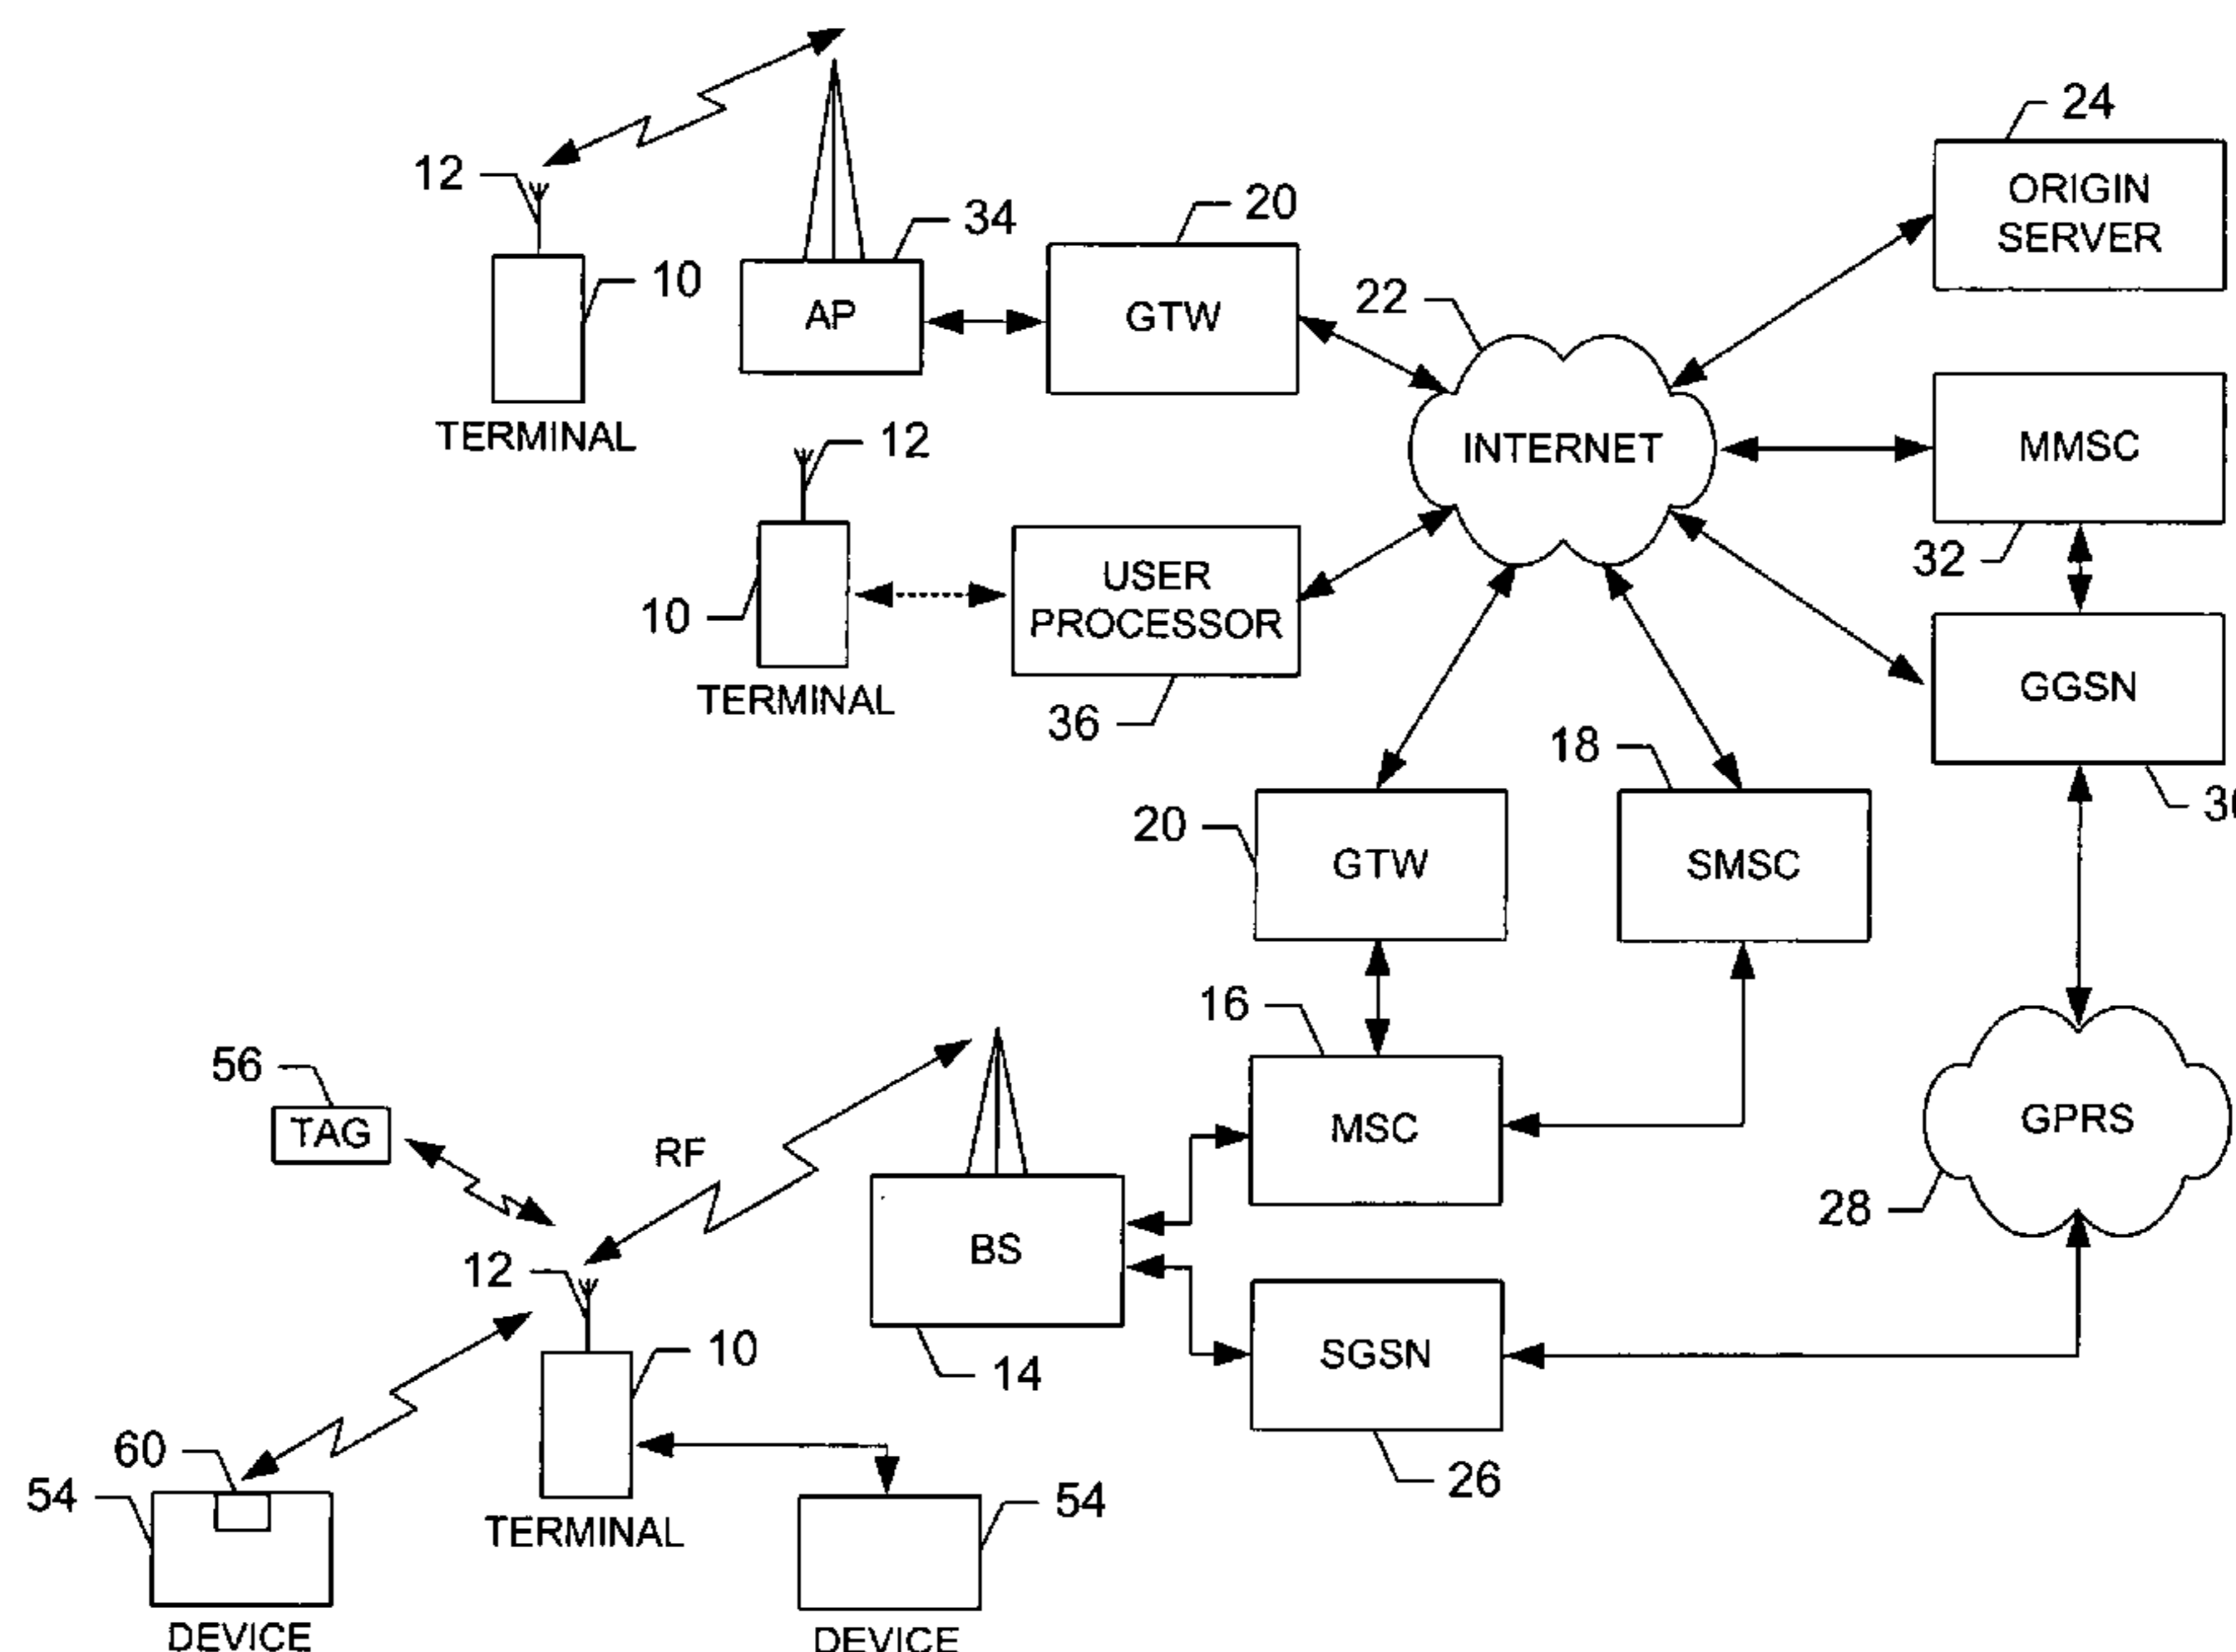 24
ORIGIN
SERVER
12
34
20
10
AP
GTW
22
TERMINAL
12
INTERNET
MMSC
32
10
USER
PROCESSOR
TERMINAL
36
GGSN
18
20
GTW
SMSC
16
56
TAG
RF
MSC
GPRS
28
12
BS
10
14
SGSN
60
26
54
TERMINAL
54
DEVICE
DEVICE